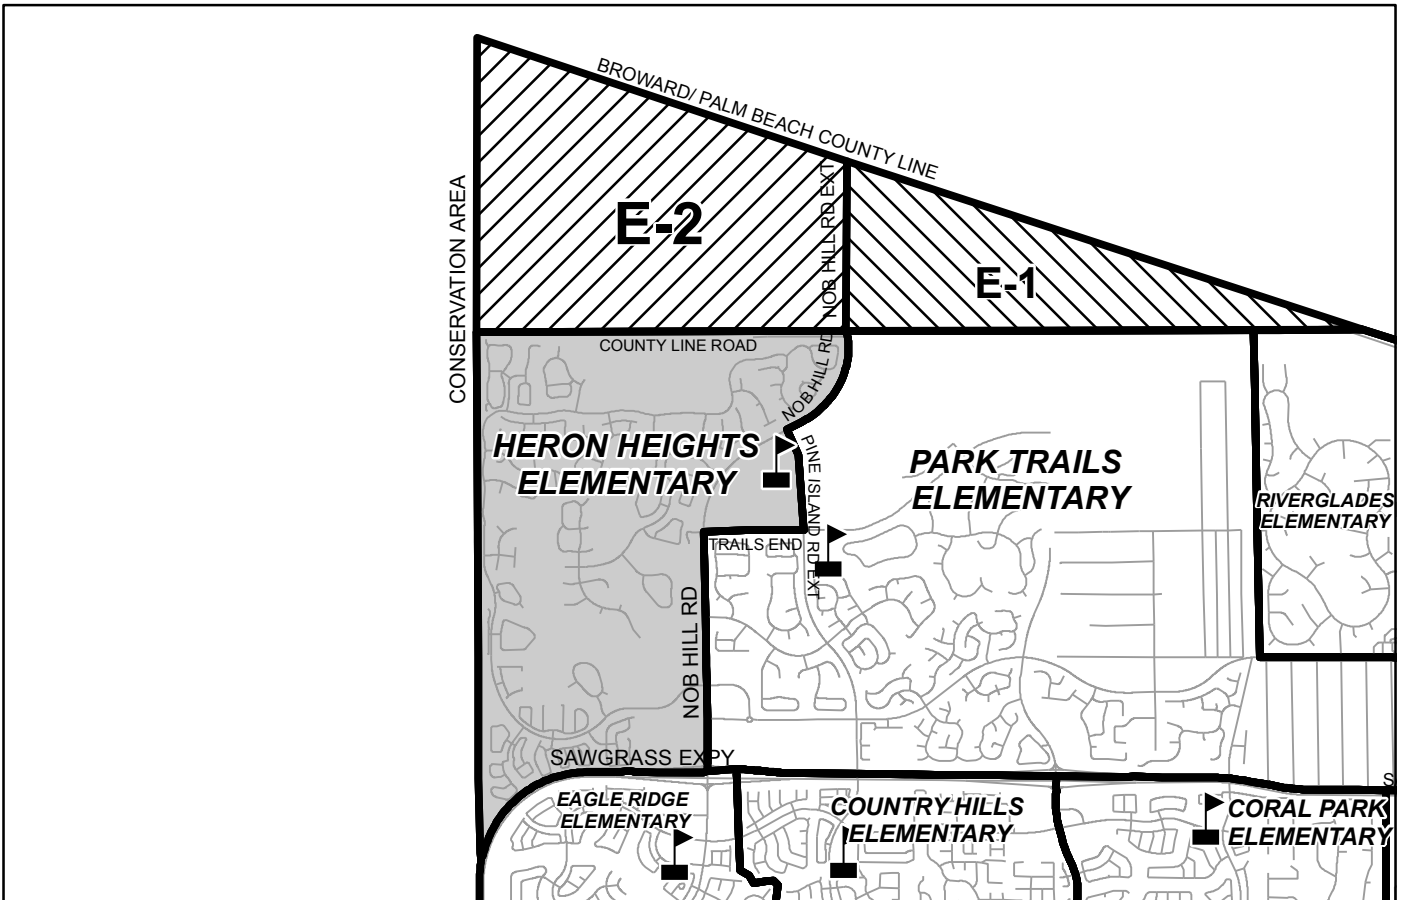 BROWARD/ PALM BEACH COUNTY LINE
CONSERVATION AREA
E-2
NOB HILL RD EXT
E-1
COUNTY LINE ROAD
NOB HILL RD
HERON HEIGHTS
ELEMENTARY
PINE ISLAND RD EXT
PARK TRAILS
ELEMENTARY
RIVERGLADES
ELEMENTARY
TRAILS END
NOB HILL RD
SAWGRASS EXPY
S
EAGLE RIDGE
ELEMENTARY
COUNTRY HILLS
ELEMENTARY
CORAL PARK
ELEMENTARY